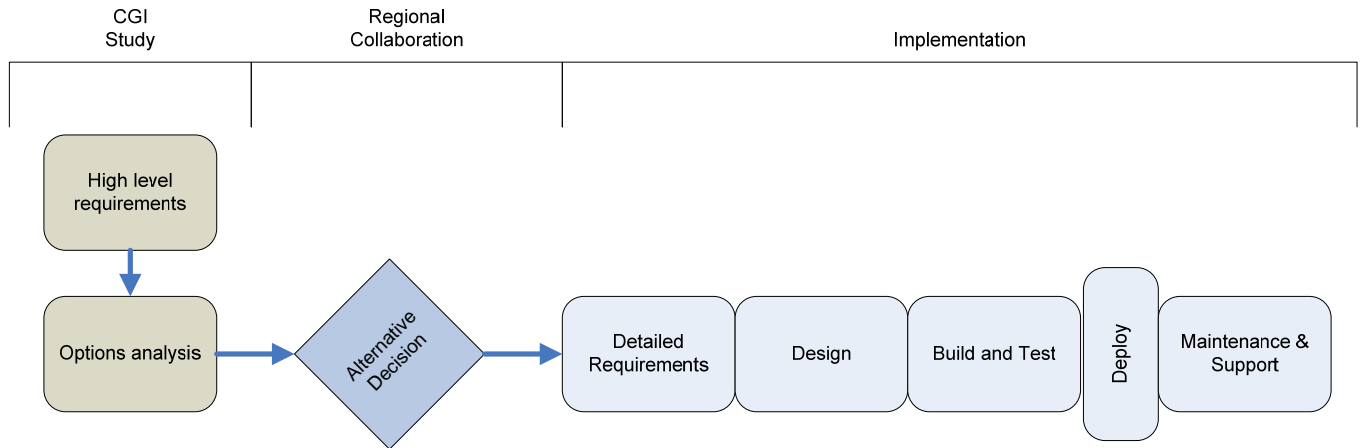 CGI
Study
Regional
Collaboration
Implementation
High level
requirements
Options analysis
Alternative
Decision
Detailed
Requirements
Design
Build and Test
Deploy
Maintenance &
Support